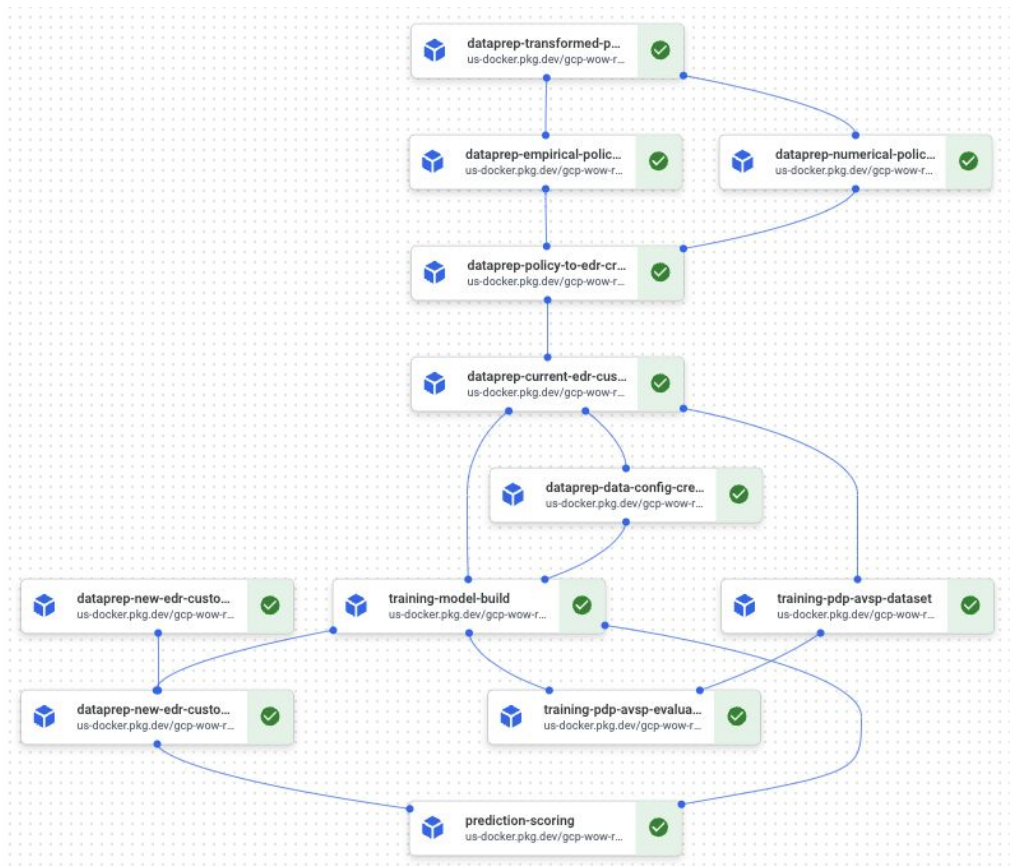 dataprep-transformed-p...
us-docker.pkg.dev/gcp-wow-r...
dataprep-empirical-polic...
us-docker.pkg.dev/gcp-wow-r...
dataprep-numerical-polic...
us-docker.pkg.dev/gcp-wow-r...
dataprep-policy-to-edr-cr...
us-docker.pkg.dev/gcp-wow-r...
dataprep-current-edr-cus...
us-docker.pkg.dev/gcp-wow-r...
dataprep-data-config-cre...
us-docker.pkg.dev/gcp-wow-r...
dataprep-new-edr-custo...
us-docker.pkg.dev/gcp-wow-r...
training-model-build
us-docker.pkg.dev/gcp-wow-r...
training-pdp-avsp-dataset
us-docker.pkg.dev/gcp-wow-r...
dataprep-new-edr-custo...
us-docker.pkg.dev/gcp-wow-r...
training-pdp-avsp-evalua...
us-docker.pkg.dev/gcp-wow-r...
prediction-scoring
us-docker.pkg.dev/gcp-wow-r...